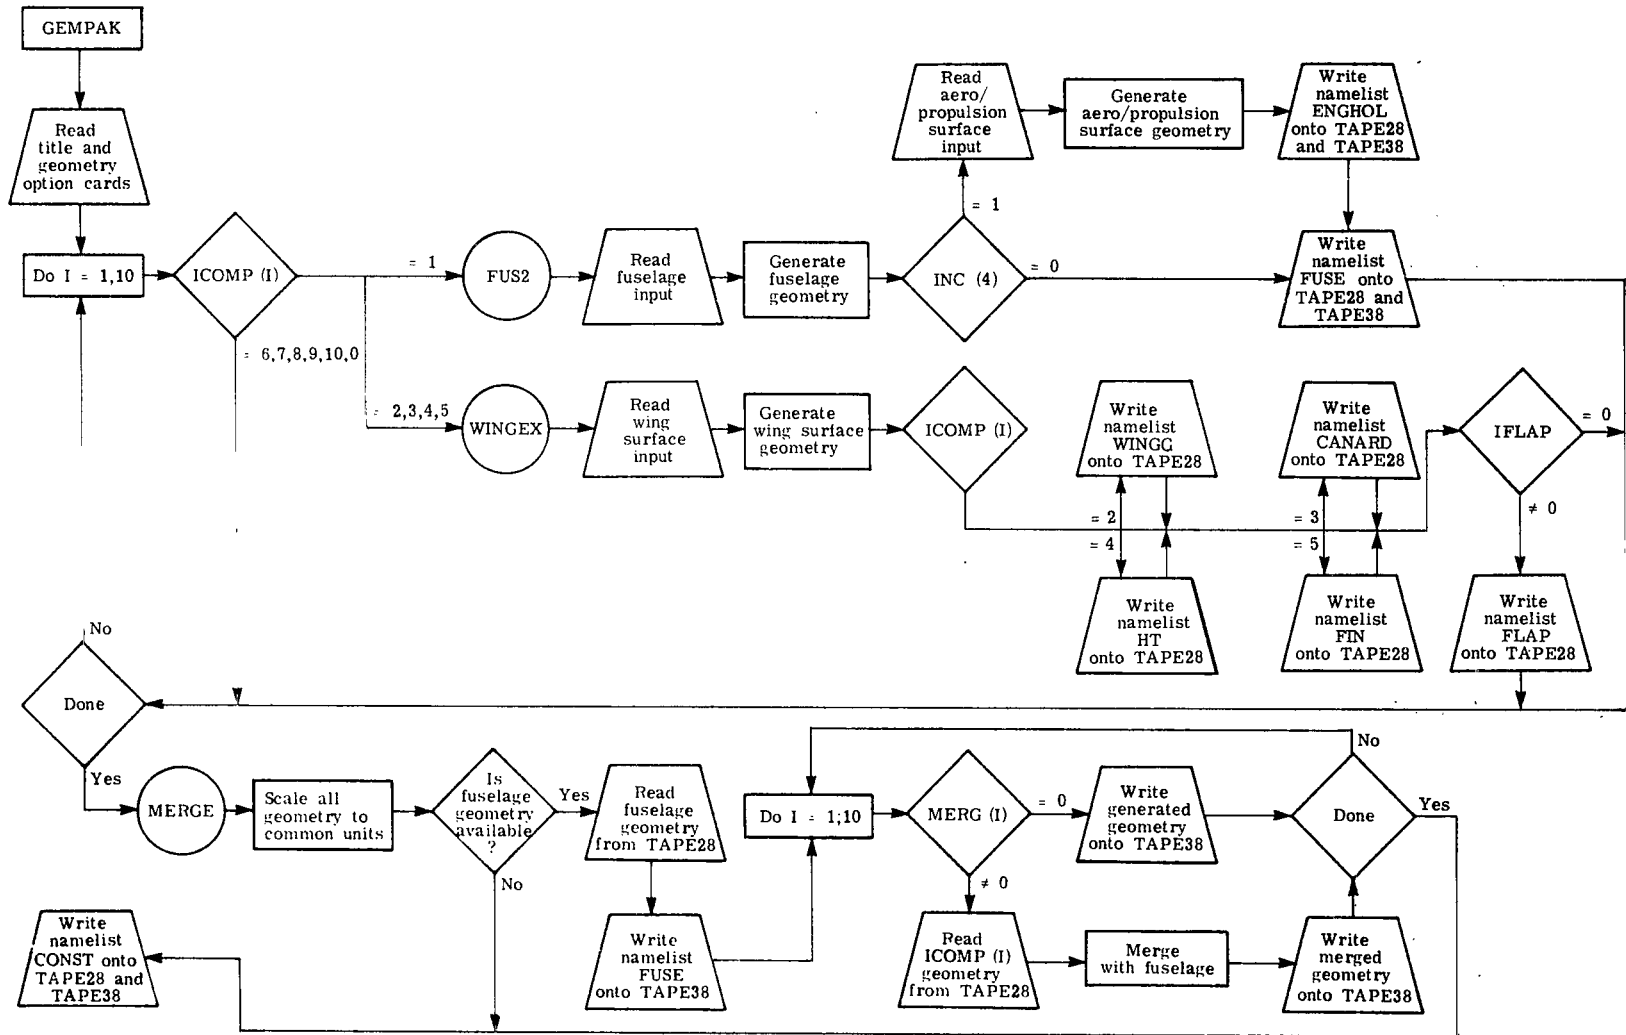 GEMPAK
Read
title and
geometry
option cards
Do I = 1,10
ICOMP (I)
= 1
= 6,7,8,9,10,0
= 2,3,4,5
FUS2
Read
fuselage
input
Generate
fuselage
geometry
INC (4)
= 1
= 0
Read
aero/
propulsion
surface
input
Generate
aero/propulsion
surface geometry
Write
namelist
ENGHOL
onto TAPE28
and TAPE38
Write
namelist
FUSE onto
TAPE28 and
TAPE38
WINGEX
Read
wing
surface
input
Generate
wing surface
geometry
ICOMP (I)
Write
namelist
WINGG
onto TAPE28
= 2
= 4
Write
namelist
HT
onto TAPE28
Write
namelist
CANARD
onto TAPE28
= 3
= 5
Write
namelist
FIN
onto TAPE28
IFLAP
= 0
≠ 0
Write
namelist
FLAP
onto TAPE28
No
Done
Yes
MERGE
Scale all
geometry to
common units
Is
fuselage
geometry
available
?
Yes
No
Read
fuselage
geometry
from TAPE28
Write
namelist
FUSE
onto TAPE38
Do I = 1;10
MERG (I)
= 0
≠ 0
Write
generated
geometry
onto TAPE38
No
Done
Yes
Read
ICOMP (I)
geometry
from TAPE28
Merge
with fuselage
Write
merged
geometry
onto TAPE38
Write
namelist
CONST onto
TAPE28 and
TAPE38